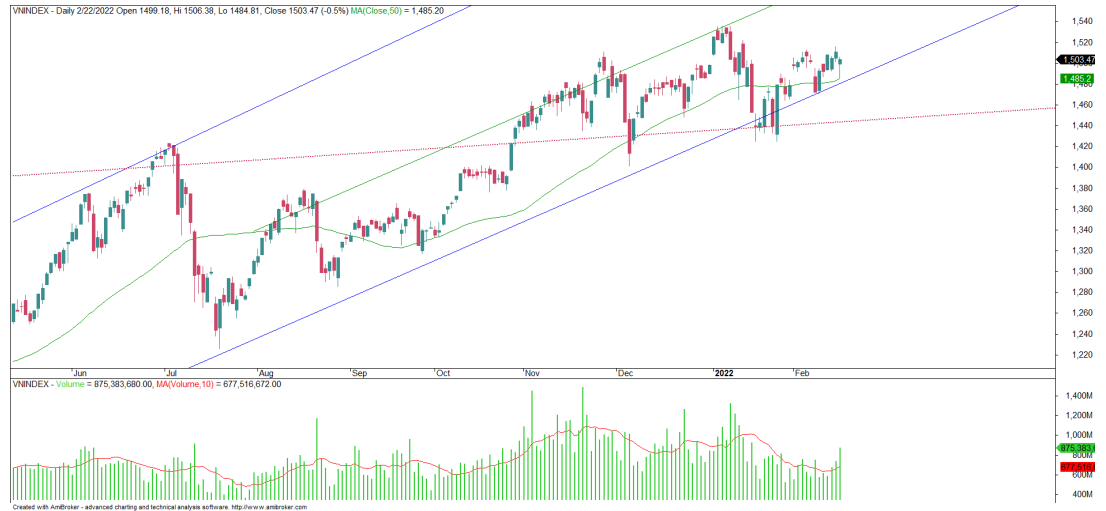 VNINDEX - Daily 2/22/2022 Open 1499.18, Hi 1506.38, Lo 1484.81, Close 1503.47 (-0.5%) MA(Close,50) = 1,485.20
1,540
1,520
1,503.47
1,485.2
1,480
1,460
1,440
1,420
1,400
1,380
1,360
1,340
1,320
1,300
1,280
1,260
1,240
1,220
Jun Jul Aug Sep Oct Nov Dec 2022 Feb
VNINDEX - Volume = 875,383,680.00, MA(Volume,10) = 677,516,672.00
1,400M
1,200M
1,000M
875,383,6
800M
677,516,6
600M
400M
Created with AmiBroker - advanced charting and technical analysis software. http://www.amibroker.com